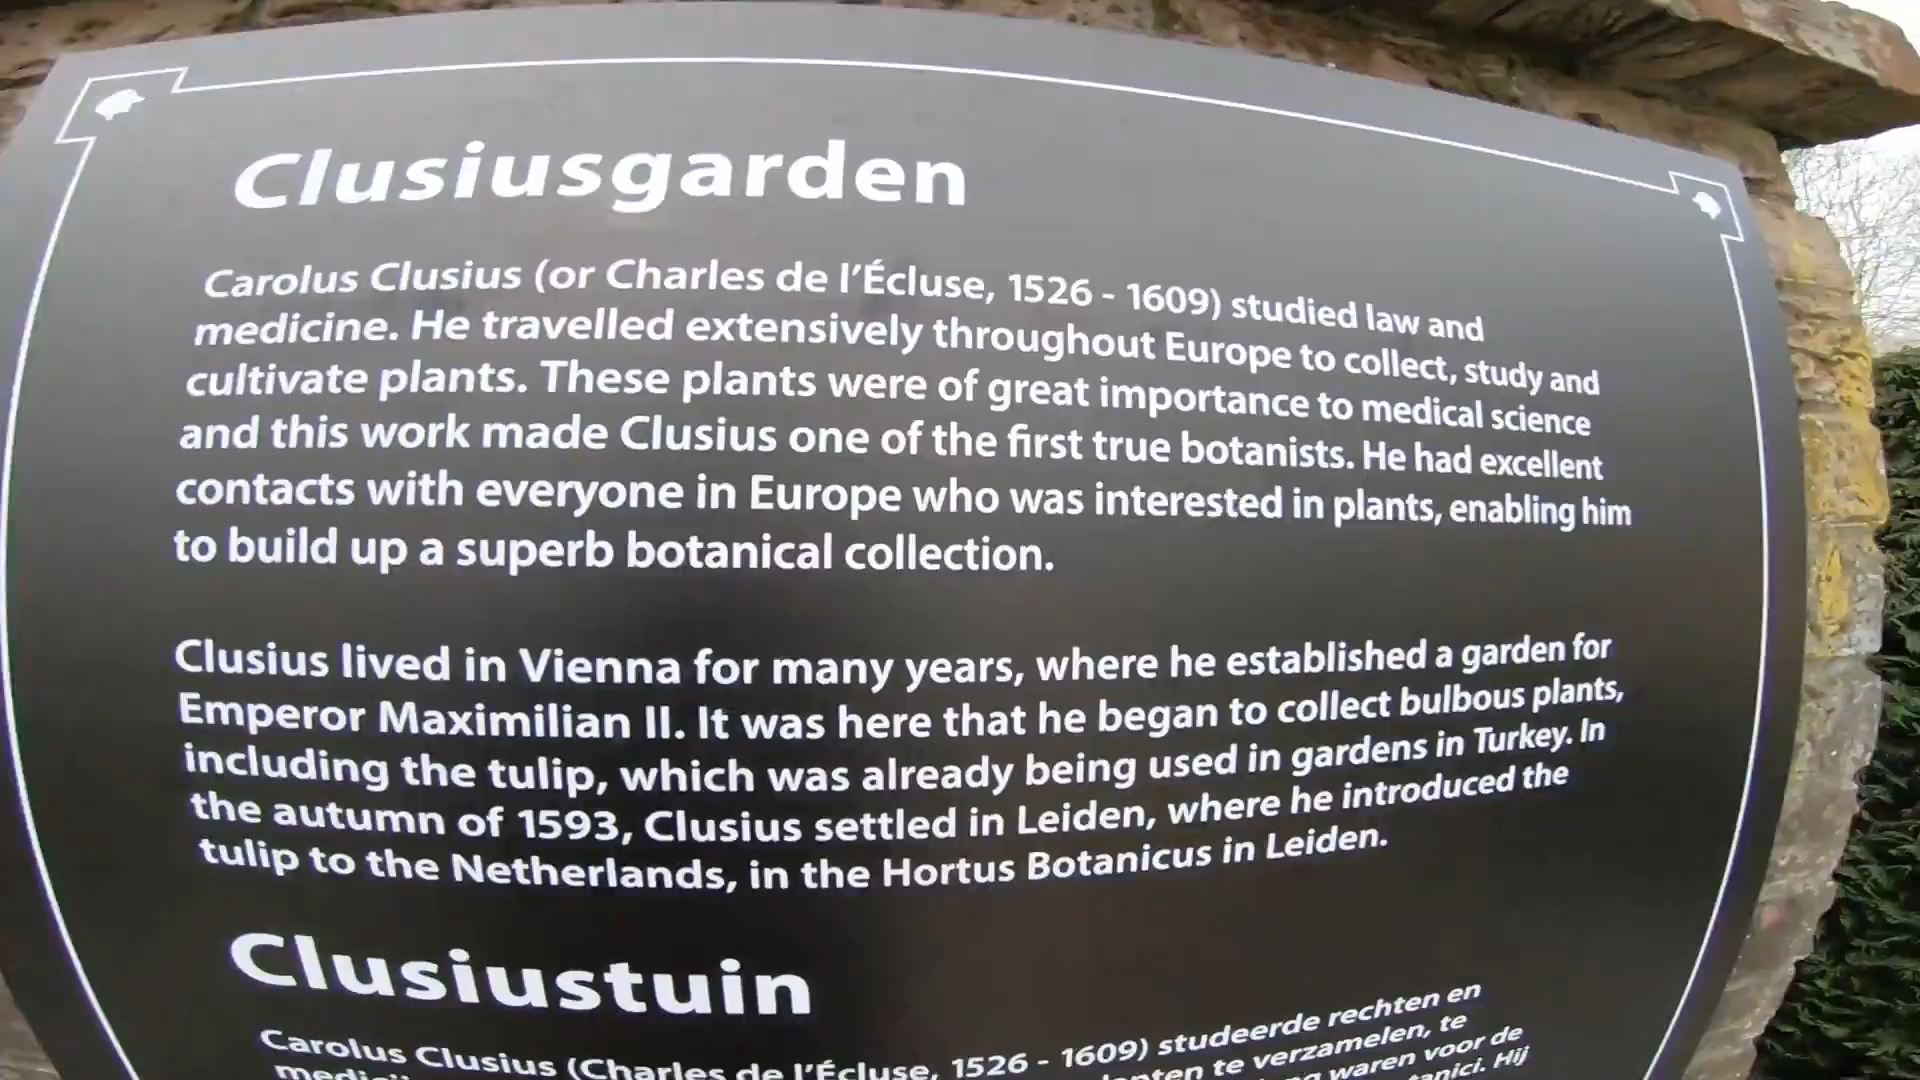 Clusiusgarden
Carolus Clusius (or Charles de l'Écluse, 1526 - 1609) studied law and
medicine. He travelled extensively throughout Europe to collect, study and
cultivate plants. These plants were of great importance to medical science
and this work made Clusius one of the first true botanists. He had excellent
contacts with everyone in Europe who was interested in plants, enabling him
to build up a superb botanical collection.
Clusius lived in Vienna for many years, where he established a garden for
Emperor Maximilian II. It was here that he began to collect bulbous plants,
including the tulip, which was already being used in gardens in Turkey. In
the autumn of 1593, Clusius settled in Leiden, where he introduced the
tulip to the Netherlands, in the Hortus Botanicus in Leiden.
Clusiustuin
Carolus Clusius (Charles de l'Écluse, 1526 - 1609) studeerde rechten en
te verzamelen, te
waren voor de
Hij